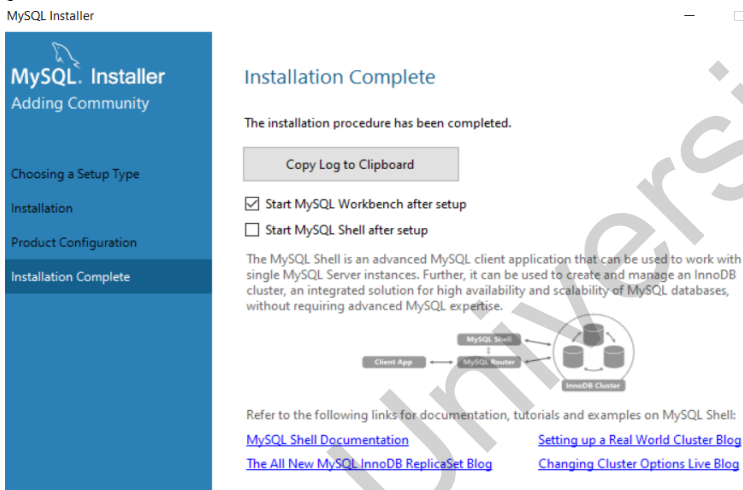 MySQL Installer
MySQL. Installer
Adding Community
Choosing a Setup Type
Installation
Product Configuration
Installation Complete
Installation Complete
The installation procedure has been completed.
Copy Log to Clipboard
Start MySQL Workbench after setup
Start MySQL Shell after setup
The MySQL Shell is an advanced MySQL client application that can be used to work with
single MySQL Server instances. Further, it can be used to create and manage an InnoDB
cluster, an integrated solution for high availability and scalability of MySQL databases,
without requiring advanced MySQL expertise.
MySQL Shell
Client App
MySQL Router
InnoDB Cluster
Refer to the following links for documentation, tutorials and examples on MySQL Shell:
MySQL Shell Documentation
Setting up a Real World Cluster Blog
The All New MySQL InnoDB ReplicaSet Blog
Changing Cluster Options Live Blog